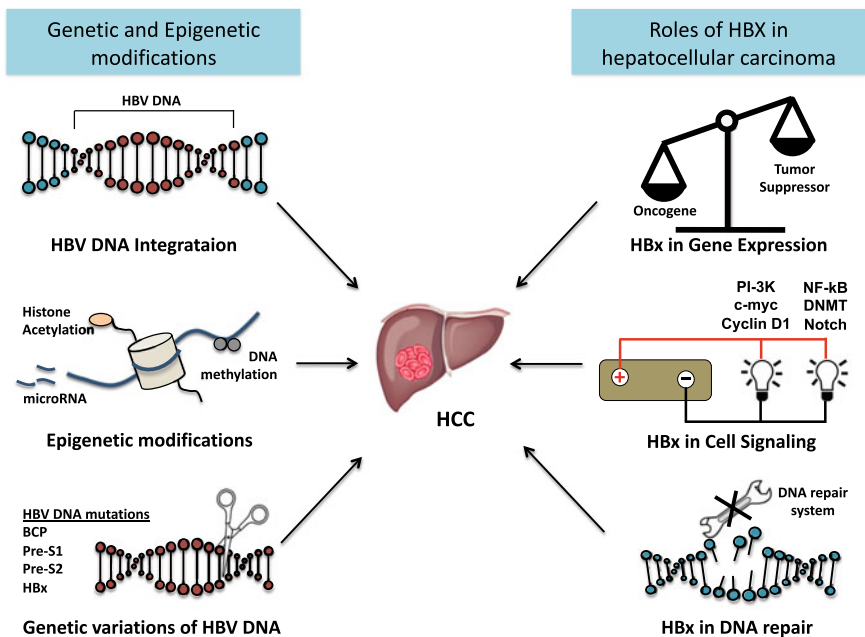 Genetic and Epigenetic
modifications
HBV DNA
HBV DNA Integrataion
Histone
Acetylation
DNA
methylation
microRNA
Epigenetic modifications
HBV DNA mutations
BCP
Pre-S1
Pre-S2
HBx
Genetic variations of HBV DNA
HCC
Roles of HBX in
hepatocellular carcinoma
Oncogene
Tumor
Suppressor
HBx in Gene Expression
PI-3K
c-myc
Cyclin D1
NF-kB
DNMT
Notch
+
-
HBx in Cell Signaling
DNA repair
system
HBx in DNA repair